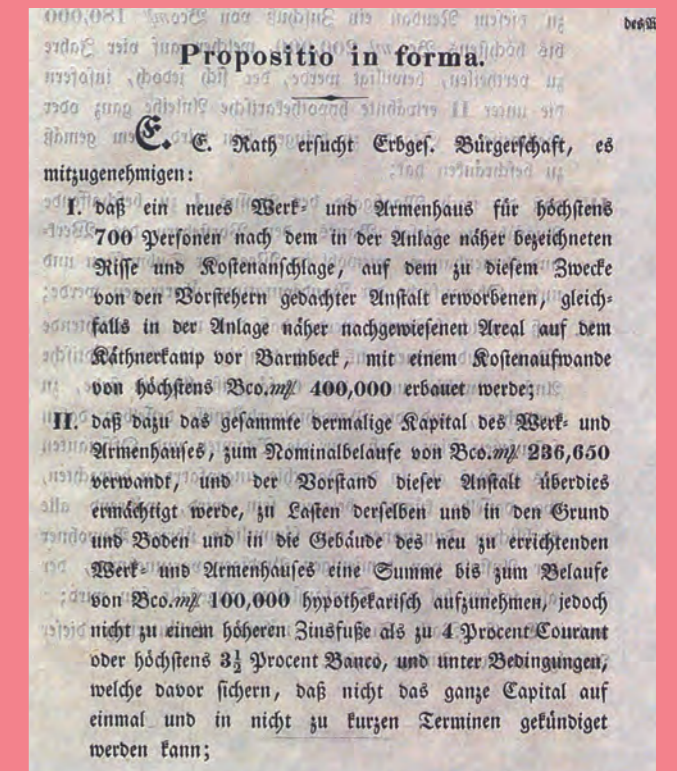 Propositio in forma.
E. E. Rath ersucht Erbges. Bürgerschaft, es
mitzugenehmigen:
I. daß ein neues Werk- und Armenhaus für höchstens
700 Personen nach dem in der Anlage näher bezeichneten
Risse und Kostenanschlage, auf dem zu diesem Zwecke
von den Vorstehern gedachter Anstalt erworbenen, gleich-
falls in der Anlage näher nachgewiesenen Areal auf dem
Käthnerkamp vor Barmbeck, mit einem Kostenaufwande
von höchstens Bco.mß 400,000 erbauet werde;
II. daß dazu das gesammte dermalige Kapital des Werk- und
Armenhauses, zum Nominalbelaufe von Bco.mß 236,650
verwandt, und der Vorstand dieser Anstalt überdies
ermächtigt werde, zu Lasten derselben und in den Grund
und Boden und in die Gebäude des neu zu errichtenden
Werk- und Armenhauses eine Summe bis zum Belaufe
von Bco.mß 100,000 hypothekarisch aufzunehmen, jedoch
nicht zu einem höheren Zinsfuße als zu 4 Procent Courant
oder höchstens 3½ Procent Banco, und unter Bedingungen,
welche davor sichern, daß nicht das ganze Capital auf
einmal und in nicht zu kurzen Terminen gekündiget
werden kann;